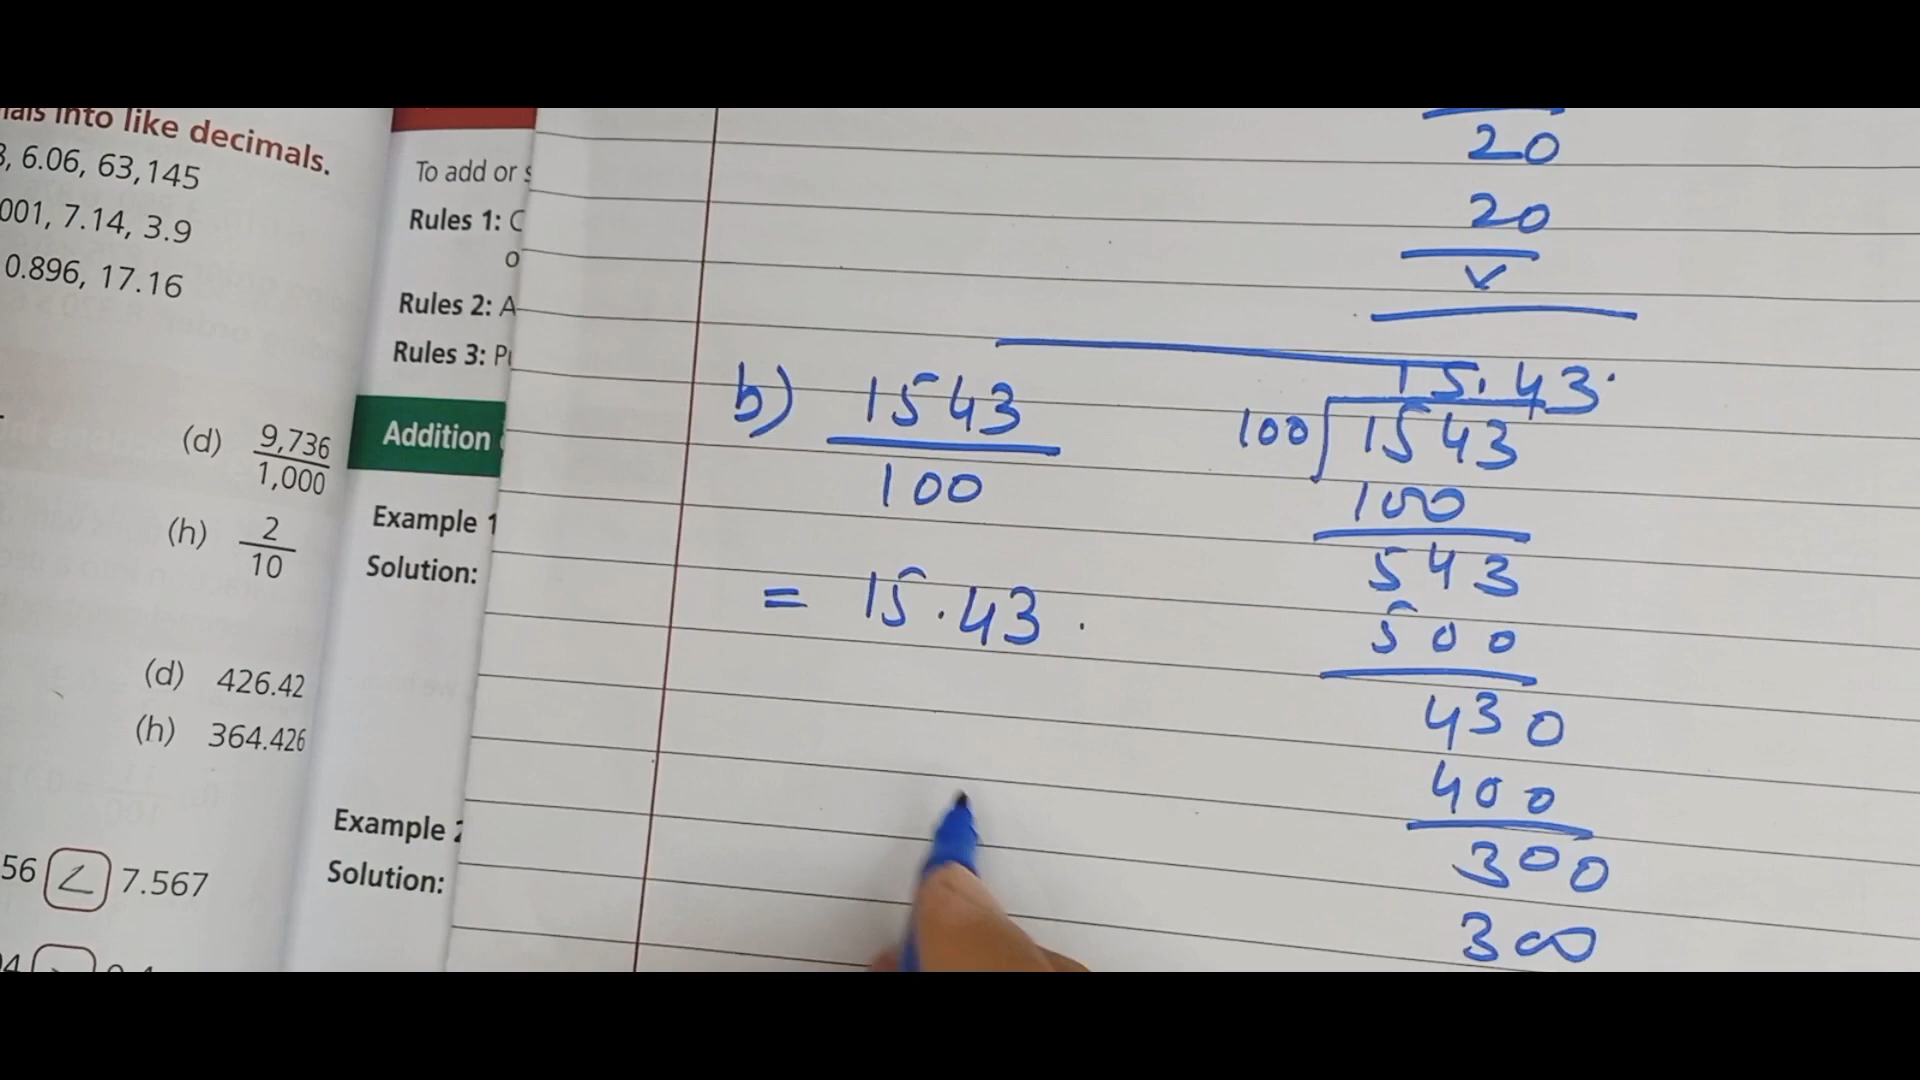 als into like decimals.
, 6.06, 63,145
001, 7.14, 3.9
0.896, 17.16
(d) 9,736
1,000
(h) 2
10
(d) 426.42
(h) 364.426
56 < 7.567
To add or
Rules 1:
Rules 2: A
Rules 3:
Addition
Example 1
Solution:
Example 2
Solution:
20
20
b) 1543
100
= 15.43.
15.43.
100 1543
100
543
500
430
400
300
300